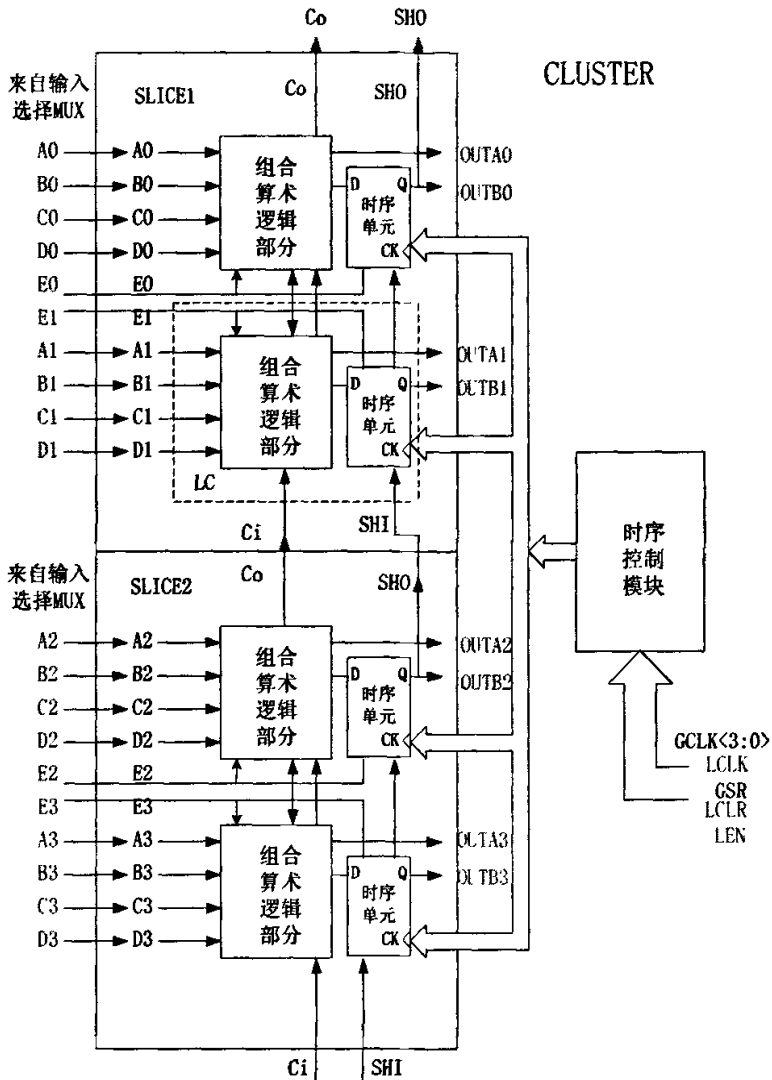 Co SHO
CLUSTER
来自输入
选择MUX
SLICE1
Co
SHO
A0 A0
B0 B0
C0 C0
D0 D0
E0 E0
组合
算术
逻辑
部分
D Q
时序
单元
CK
OUTA0
OUTB0
E1 E1
A1 A1
B1 B1
C1 C1
D1 D1
组合
算术
逻辑
部分
D Q
时序
单元
CK
OUTA1
OUTB1
LC
Ci
SHI
时序
控制
模块
来自输入
选择MUX
SLICE2
Co
SHO
A2 A2
B2 B2
C2 C2
D2 D2
E2 E2
组合
算术
逻辑
部分
D Q
时序
单元
CK
OUTA2
OUTB2
GCLK<3:0>
LCLK
GSR
LCLR
LEN
E3 E3
A3 A3
B3 B3
C3 C3
D3 D3
组合
算术
逻辑
部分
D Q
时序
单元
CK
OUTA3
OUTB3
Ci SHI